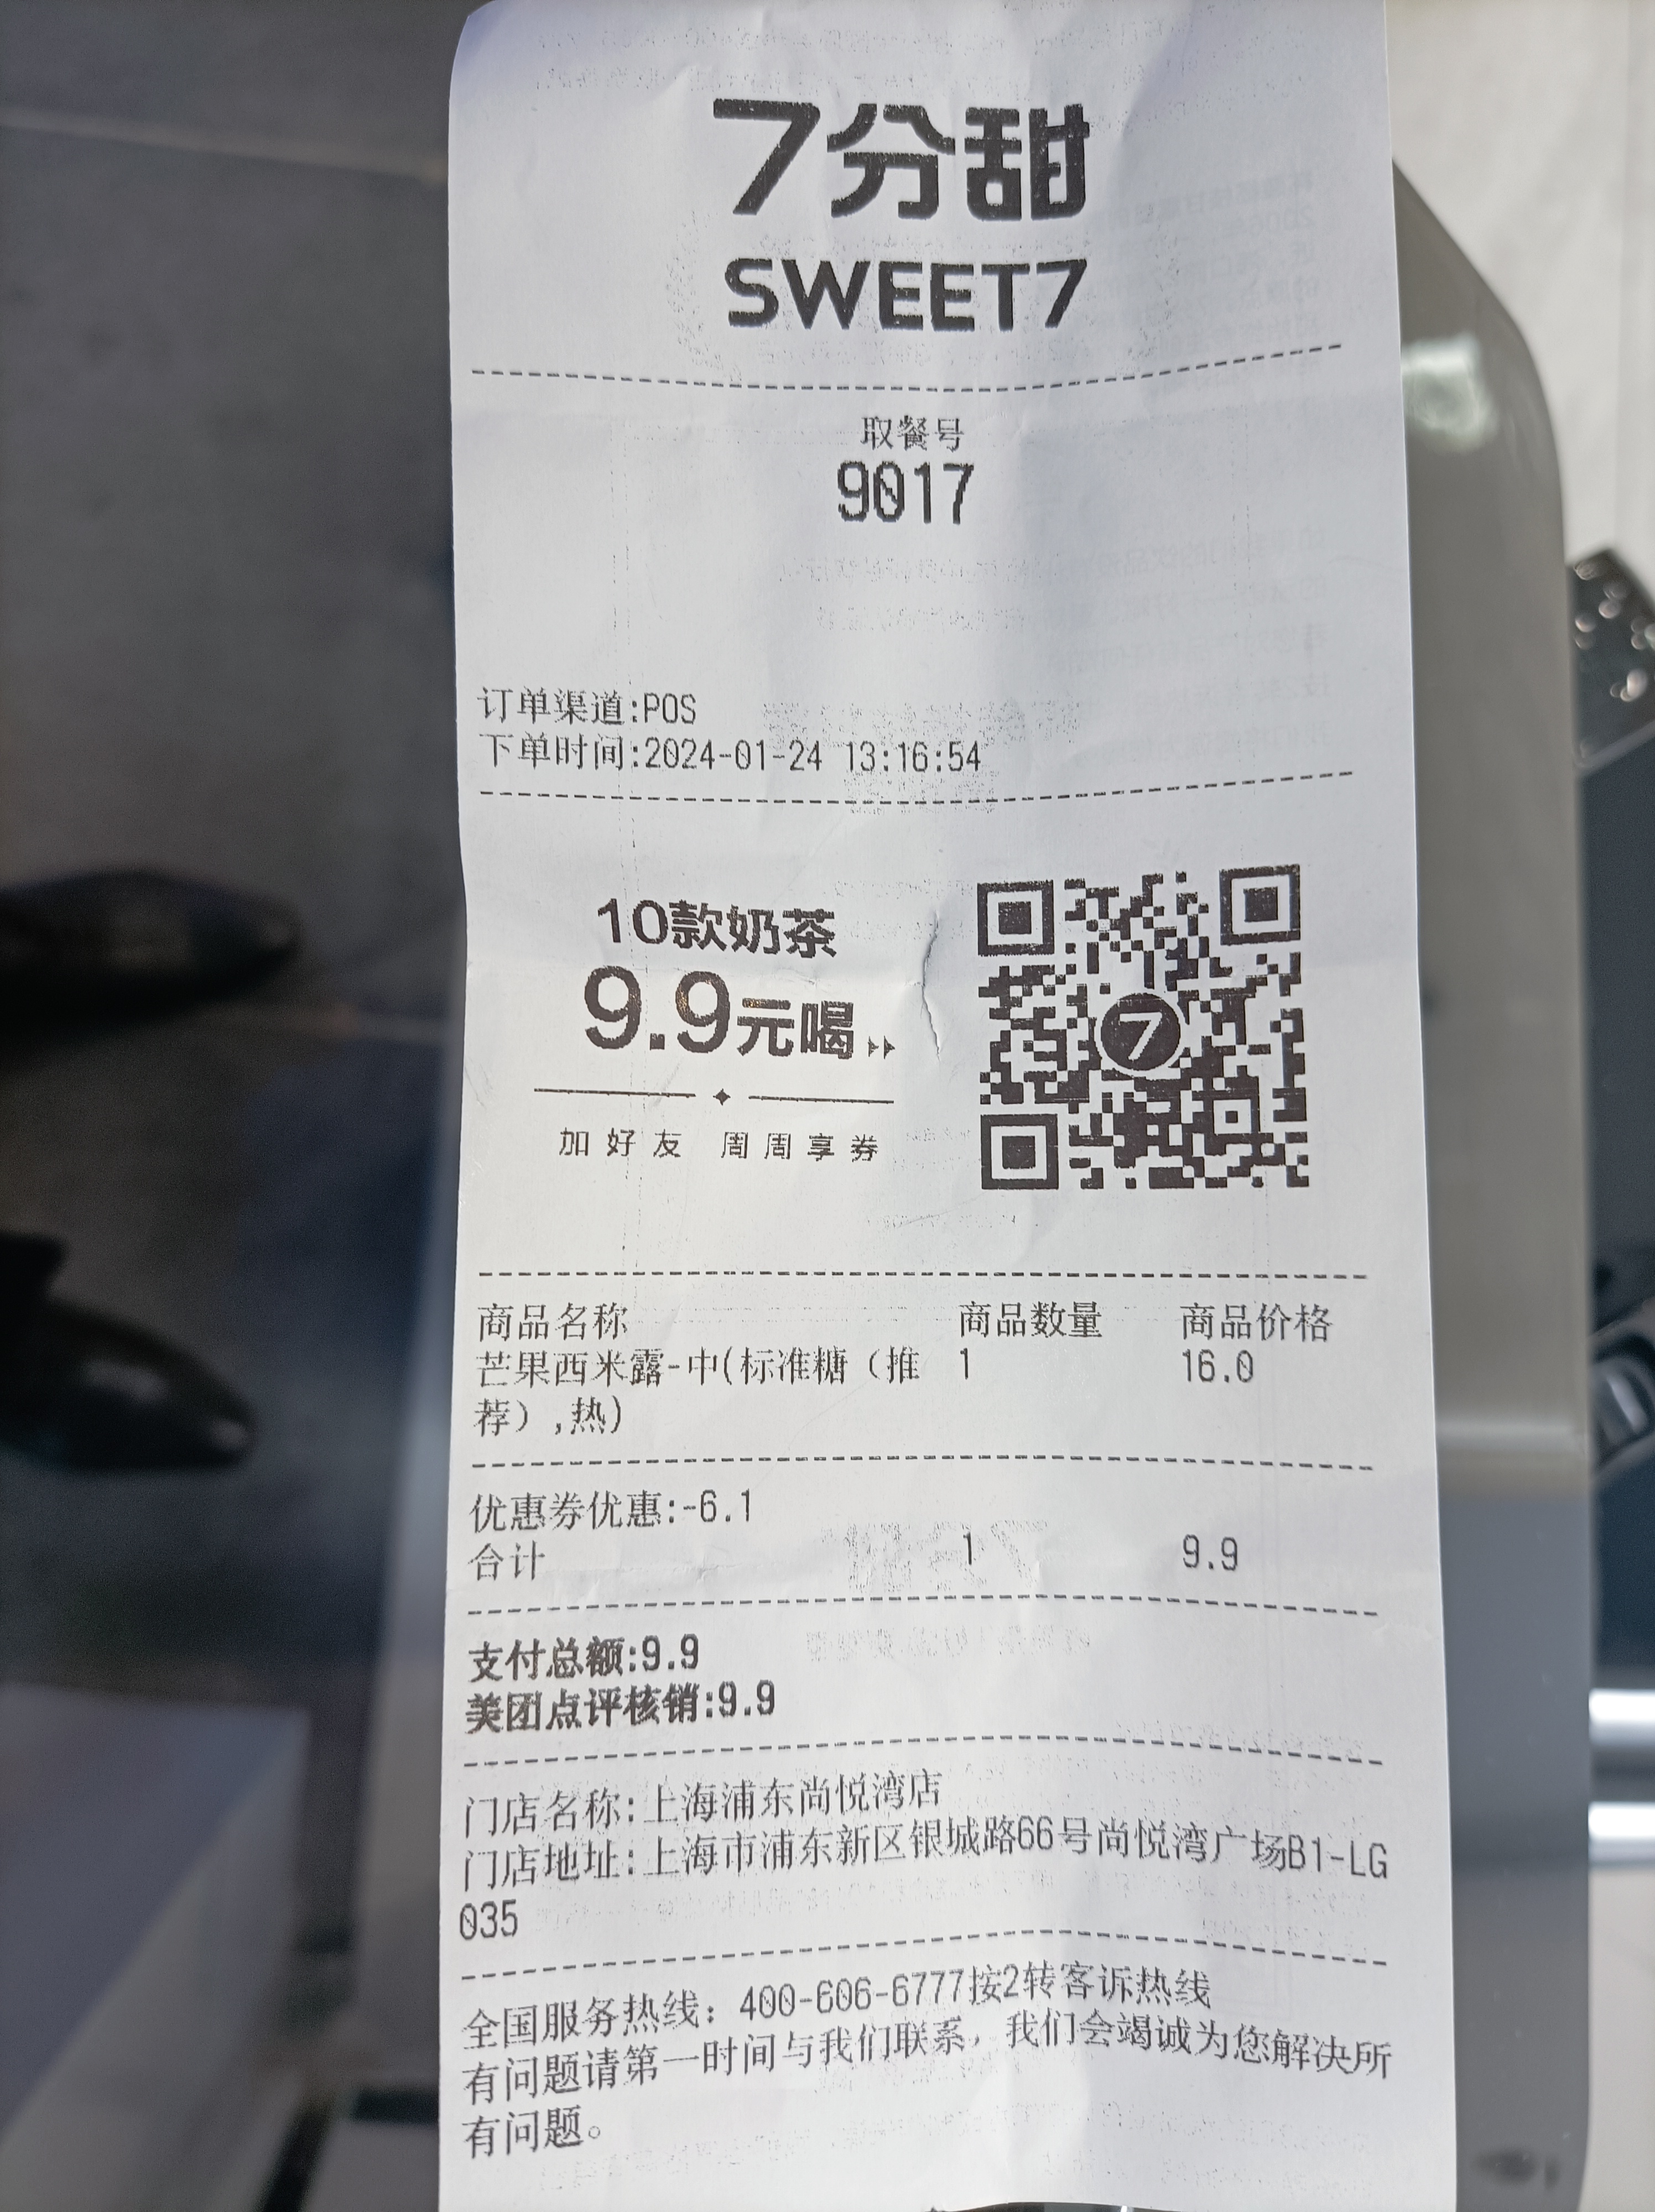 7分甜
SWEET7
取餐号
9017
订单渠道:POS
下单时间:2024-01-24 13:16:54
10款奶茶
9.9元喝
加好友 周周享券
7
商品名称 商品数量 商品价格
芒果西米露-中(标准糖（推 1 16.0
荐）,热)
优惠券优惠:-6.1
合计 1 9.9
支付总额:9.9
美团点评核销:9.9
门店名称:上海浦东尚悦湾店
门店地址:上海市浦东新区银城路66号尚悦湾广场B1-LG
035
全国服务热线：400-606-6777按2转客诉热线
有问题请第一时间与我们联系，我们会竭诚为您解决所
有问题。